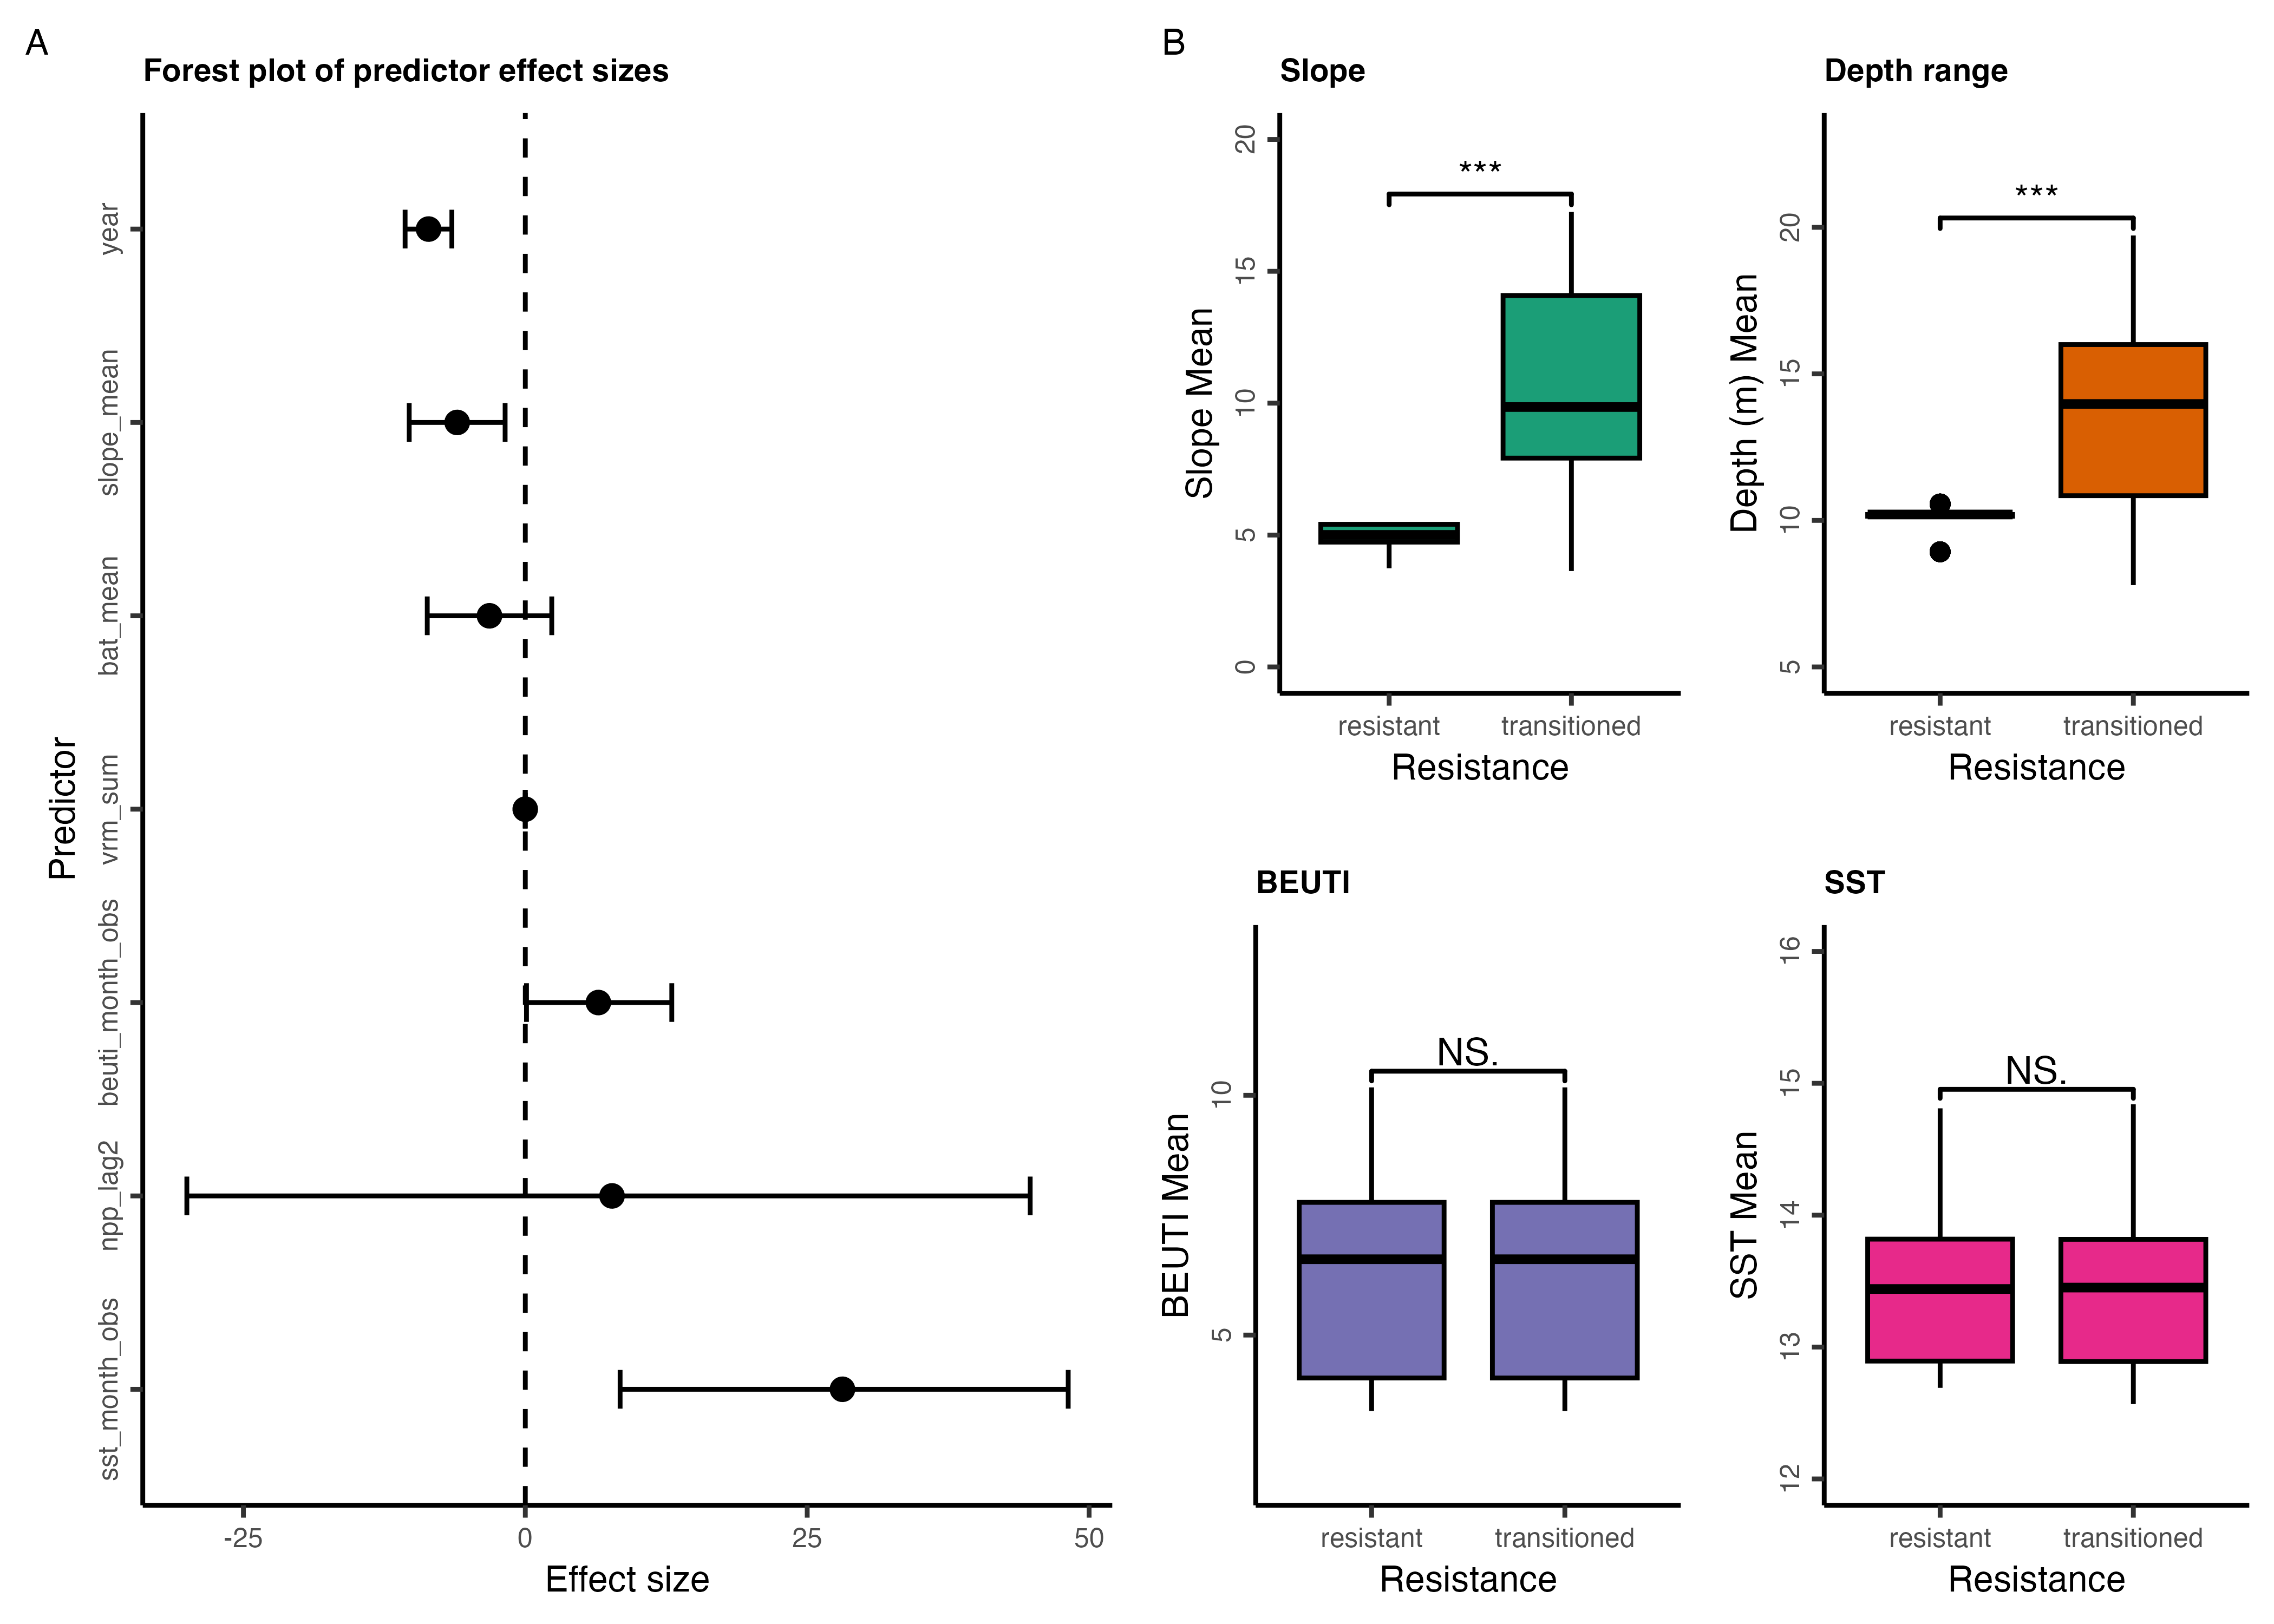 A
Forest plot of predictor effect sizes
Predictor
year
slope_mean
bat_mean
vrm_sum
beuti_month_obs
npp_lag2
sst_month_obs
-25 0 25 50
Effect size
B
Slope
Slope Mean
20
15
10
5
0
***
resistant transitioned
Resistance
Depth range
Depth (m) Mean
20
15
10
5
***
resistant transitioned
Resistance
BEUTI
BEUTI Mean
10
5
NS.
resistant transitioned
Resistance
SST
SST Mean
16
15
14
13
12
NS.
resistant transitioned
Resistance